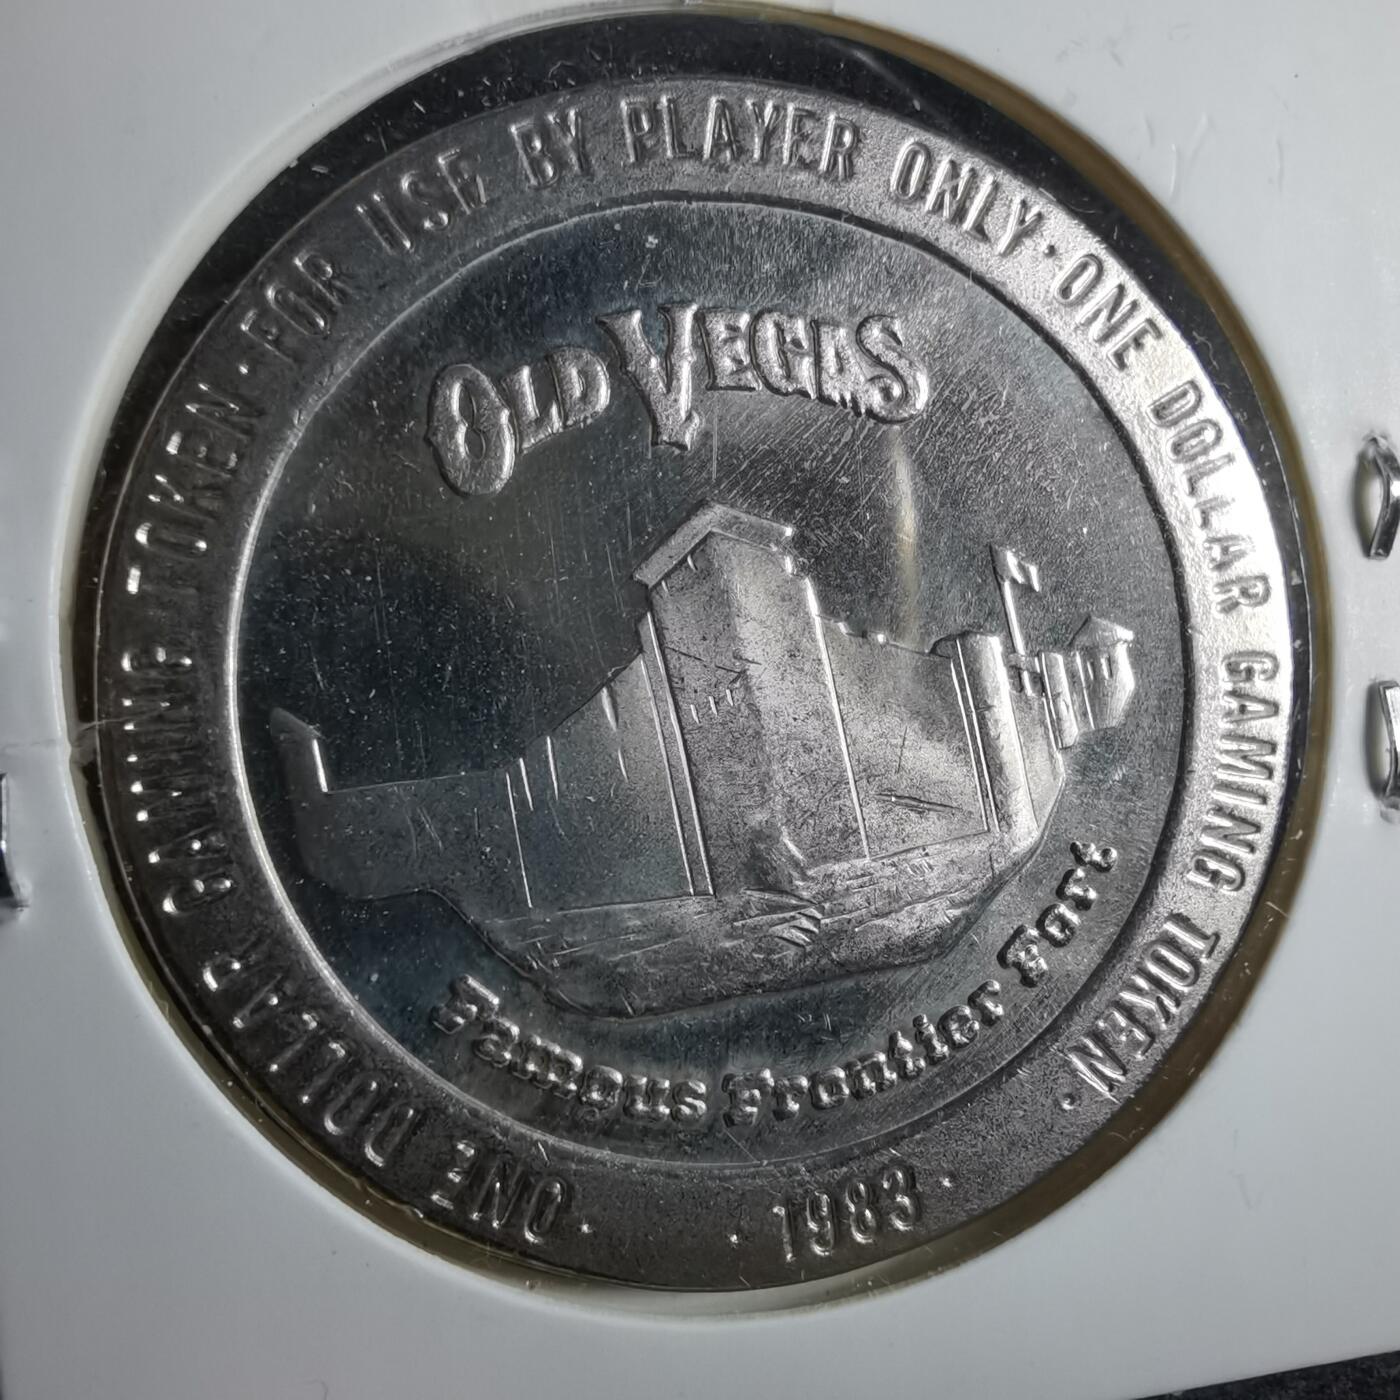 ONE DOLLAR GAMING TOKEN · FOR USE BY PLAYER ONLY · ONE DOLLAR GAMING TOKEN ·
OLD VEGAS
Famous Frontier Fort
· 1983 ·